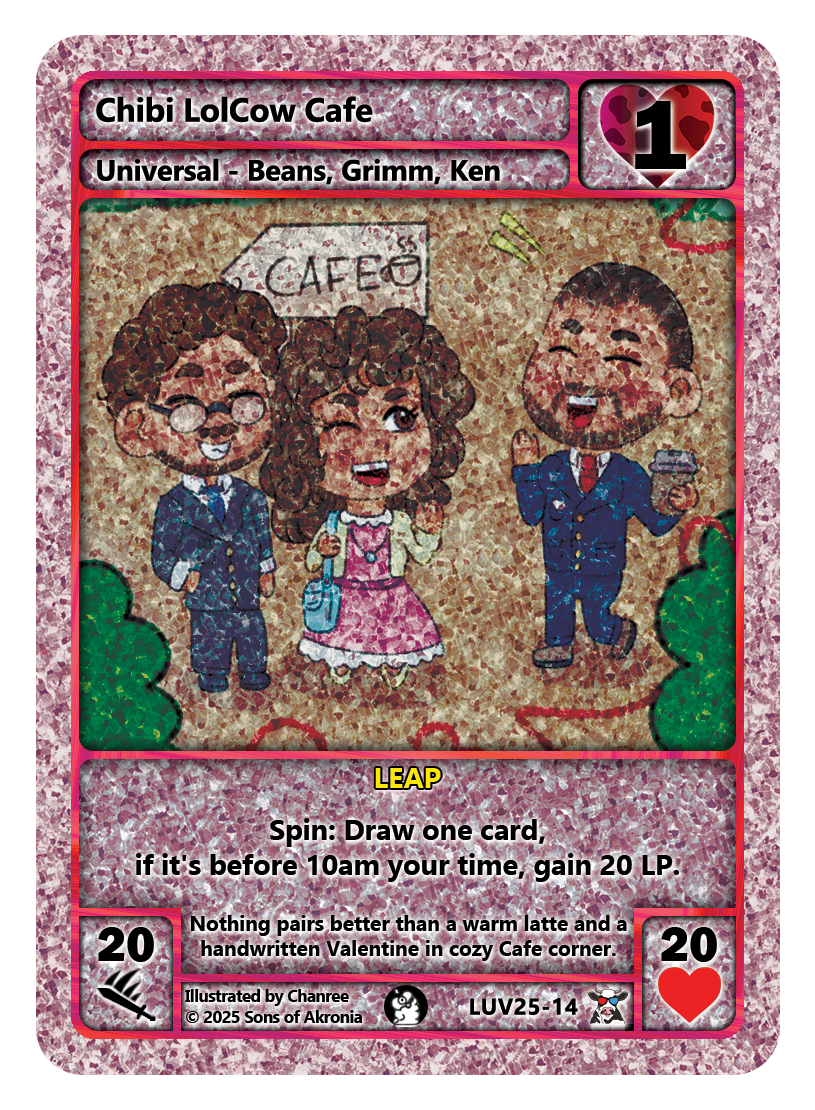 Chibi LolCow Cafe
1
Universal - Beans, Grimm, Ken
CAFE
LEAP
Spin: Draw one card,
if it's before 10am your time, gain 20 LP.
Nothing pairs better than a warm latte and a
handwritten Valentine in cozy Cafe corner.
20
20
Illustrated by Chanree
© 2025 Sons of Akronia
LUV25-14